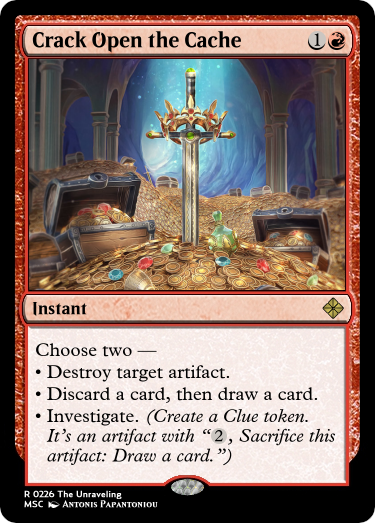 Crack Open the Cache 1
Instant
Choose two —
• Destroy target artifact.
• Discard a card, then draw a card.
• Investigate. (Create a Clue token.
It's an artifact with “2, Sacrifice this
artifact: Draw a card.”)
R 0226 The Unraveling
MSC Antonis Papantoniou